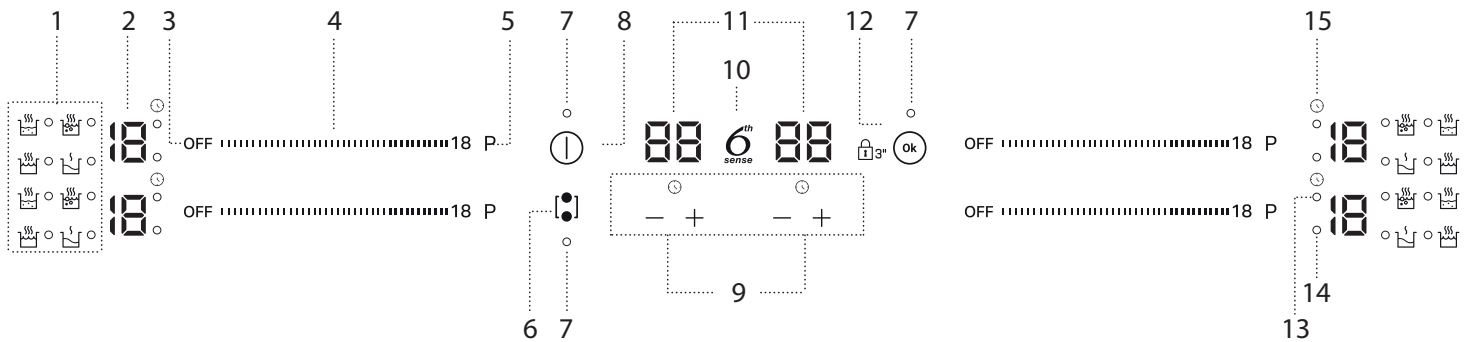 1 2 3 4 5 7 8 11 12 7 15
10
18 OFF 18 P 88 6th sense 88 3" Ok OFF 18 P 18
18 OFF 18 P − + − + OFF 18 P 18
9 14
6 7 13